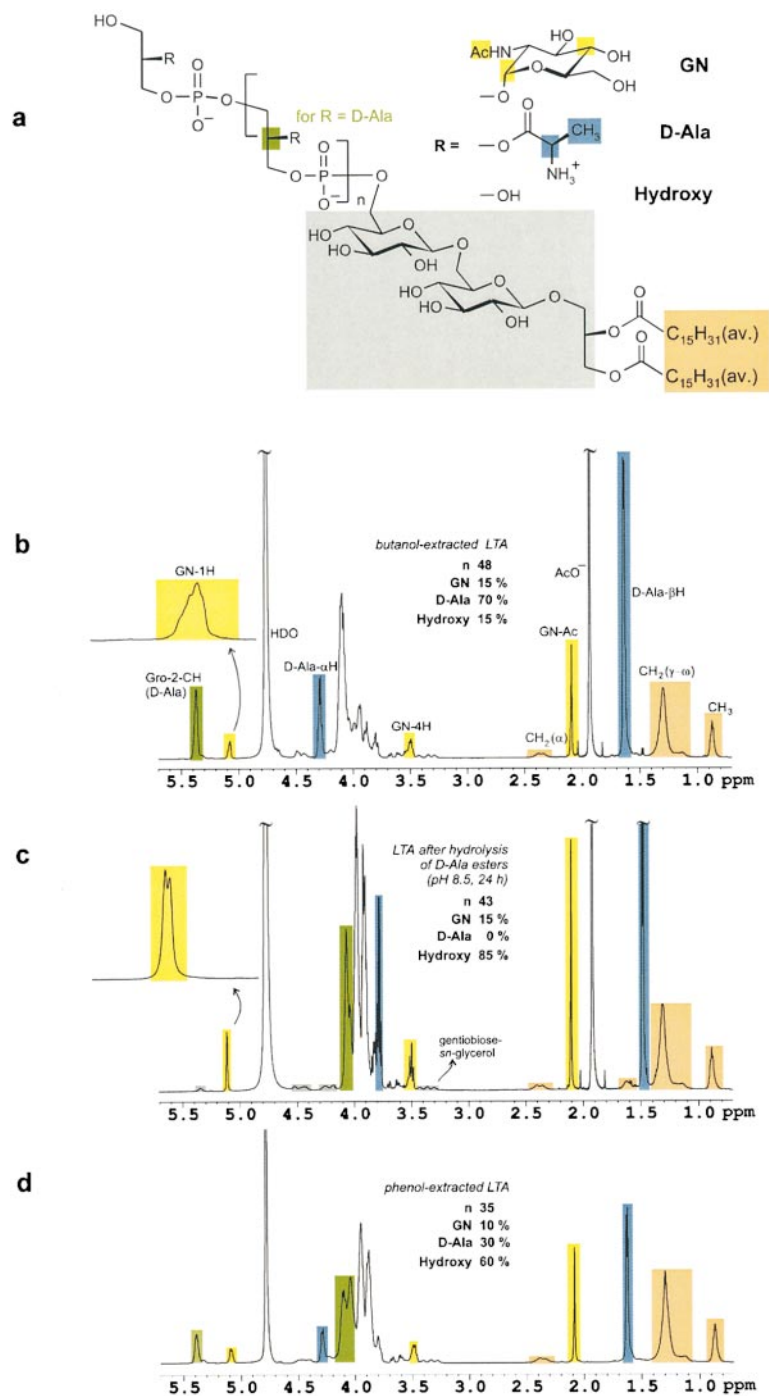 a
HO
R
O
O
P
O
O⁻
for R = D-Ala
R
O
O
P
O
O⁻
n
HO
HO
OH
O
O
O
HO
HO
OH
O
O
O
O
O
O
C₁₅H₃₁(av.)
C₁₅H₃₁(av.)
AcHN
HO
O
OH
HO
O
GN
R =
O
O
CH₃
NH₃
+
D-Ala
OH
Hydroxy
b
GN-1H
butanol-extracted LTA
n 48
GN 15 %
D-Ala 70 %
Hydroxy 15 %
AcO⁻
D-Ala-βH
HDO
GN-Ac
Gro-2-CH
(D-Ala)
D-Ala-αH
GN-4H
CH₂(α)
CH₂(γ-ω)
CH₃
5.5 5.0 4.5 4.0 3.5 3.0 2.5 2.0 1.5 1.0 ppm
c
LTA after hydrolysis
of D-Ala esters
(pH 8.5, 24 h)
n 43
GN 15 %
D-Ala 0 %
Hydroxy 85 %
gentiobiose-
sn-glycerol
5.5 5.0 4.5 4.0 3.5 3.0 2.5 2.0 1.5 1.0 ppm
d
phenol-extracted LTA
n 35
GN 10 %
D-Ala 30 %
Hydroxy 60 %
5.5 5.0 4.5 4.0 3.5 3.0 2.5 2.0 1.5 1.0 ppm